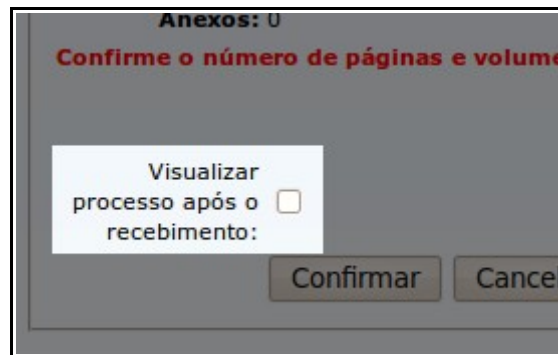 Anexos: 0
Confirme o número de páginas e volume
Visualizar
processo após o
recebimento:
Confirmar Cance